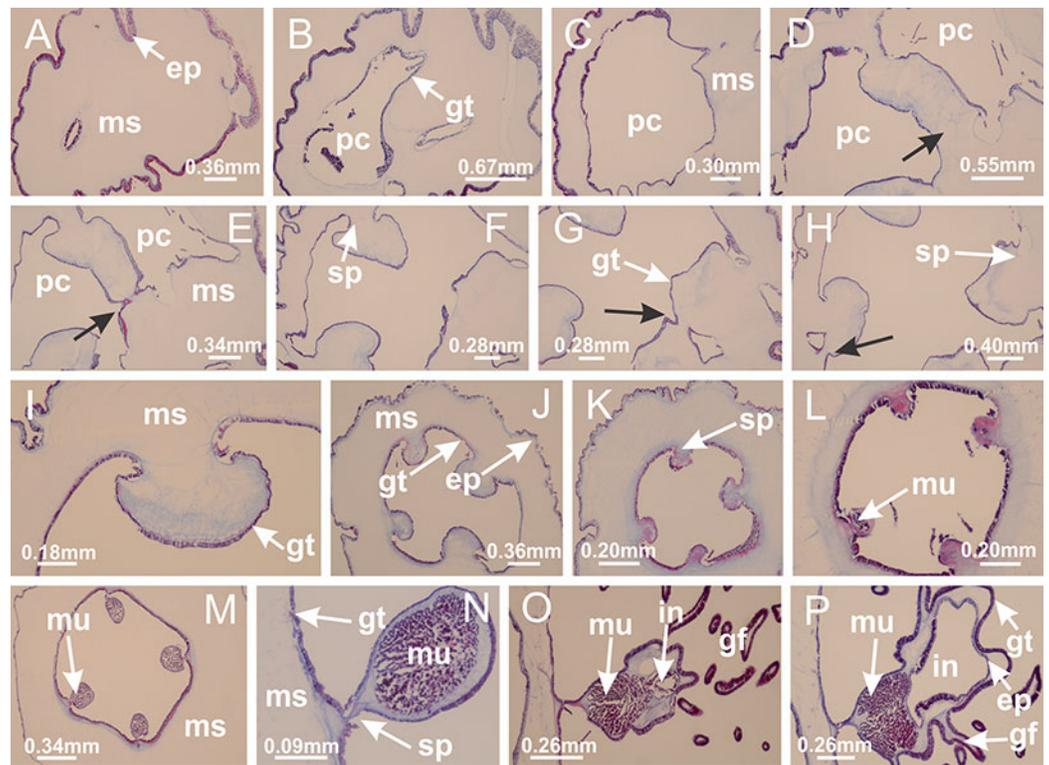 A
ep
ms
0.36mm
B
gt
pc
0.67mm
C
ms
pc
0.30mm
D
pc
pc
0.55mm
E
pc
pc
ms
0.34mm
F
sp
0.28mm
G
gt
0.28mm
H
sp
0.40mm
I
ms
gt
0.18mm
J
ms
gt
ep
0.36mm
K
sp
0.20mm
L
mu
0.20mm
M
mu
ms
0.34mm
N
gt
mu
ms
sp
0.09mm
O
in
mu
gf
0.26mm
P
mu
gt
in
ep
gf
0.26mm